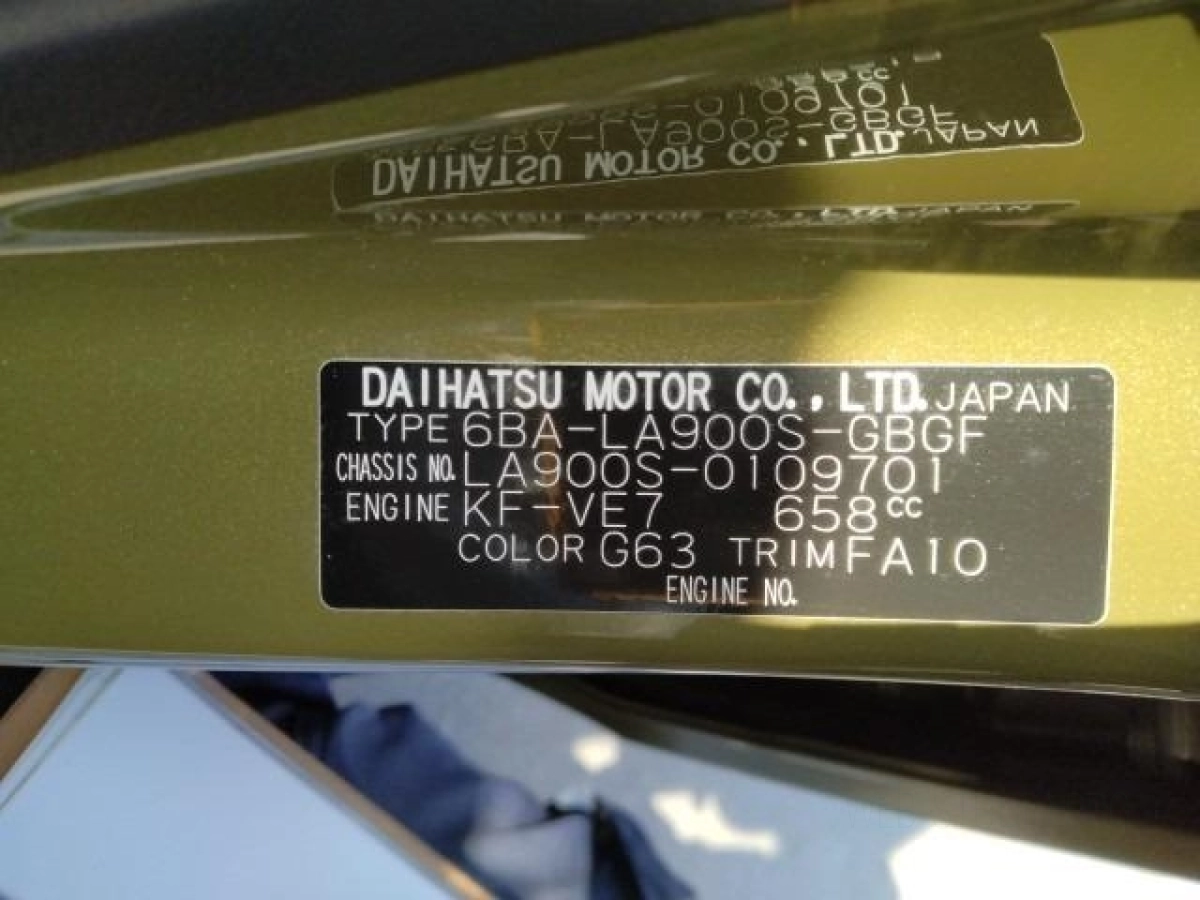 DAIHATSU MOTOR CO., LTD. JAPAN
TYPE 6BA-LA900S-GBGF
CHASSIS NO. LA900S-0109701
ENGINE KF-VE7 658cc
COLOR G63 TRIM FA10
ENGINE NO.